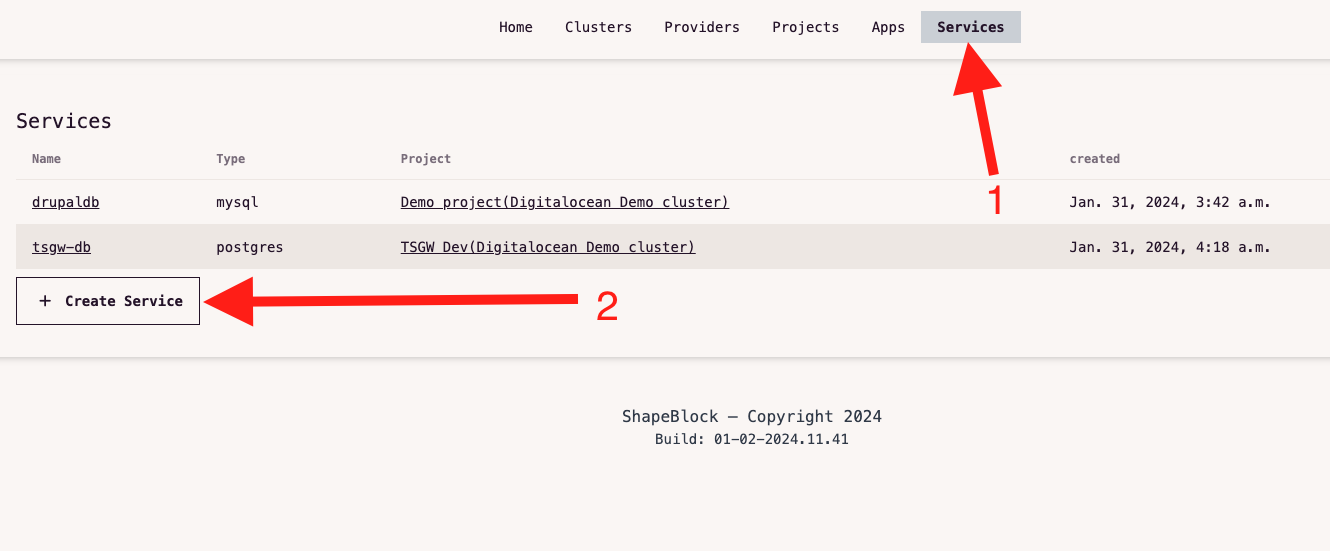 Home Clusters Providers Projects Apps Services
Services
Name Type Project created
drupaldb mysql Demo project(Digitalocean Demo cluster) Jan. 31, 2024, 3:42 a.m.
1
tsgw-db postgres TSGW Dev(Digitalocean Demo cluster) Jan. 31, 2024, 4:18 a.m.
+ Create Service
2
ShapeBlock — Copyright 2024
Build: 01-02-2024.11.41